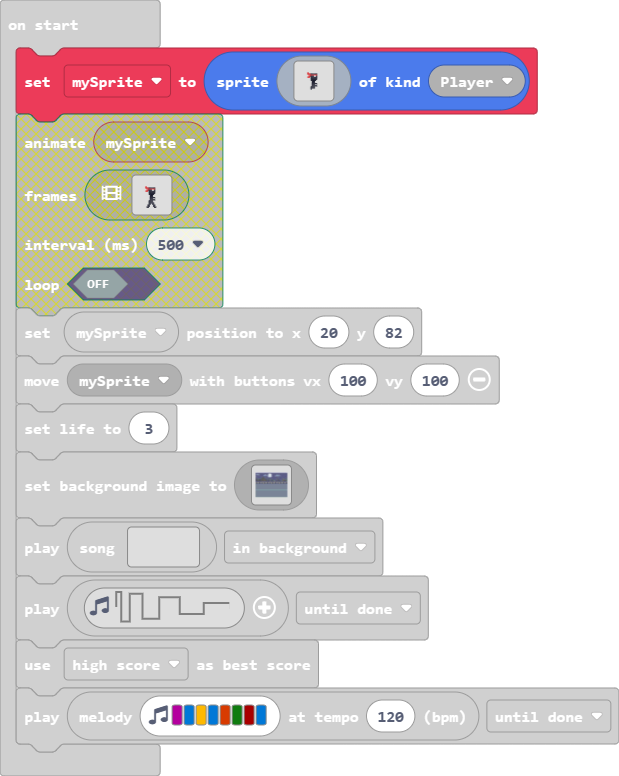 on start
set mySprite to sprite of kind Player
animate mySprite
frames
interval (ms) 500
loop OFF
set mySprite position to x 20 y 82
move mySprite with buttons vx 100 vy 100
set life to 3
set background image to
play song in background
play until done
use high score as best score
play melody at tempo 120 (bpm) until done